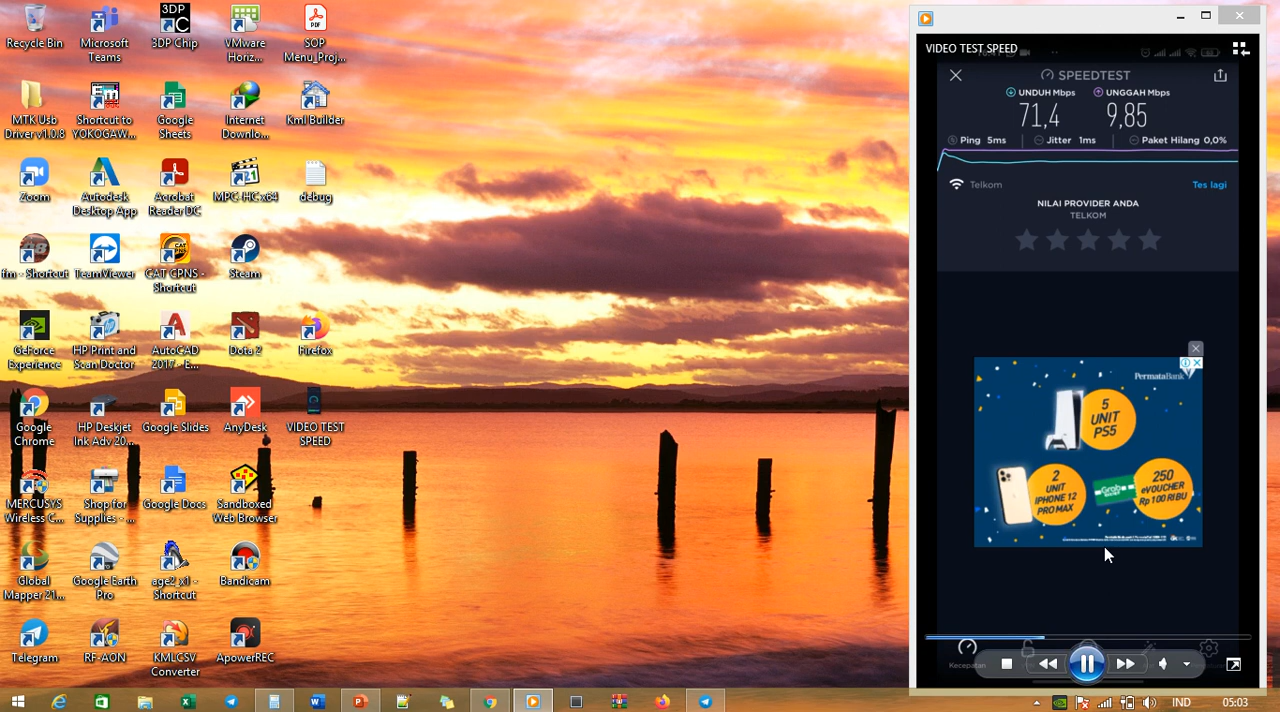 Recycle Bin
Microsoft
Teams
3DP
C
3DP Chip
VMware
Horiz...
PDF
SOP
Menu_Proj...
MTK Usb
Driver v1.0.8
Shortcut to
YOKOGAW...
Google
Sheets
Internet
Downlo...
Kml Builder
Zoom
Autodesk
Desktop App
Acrobat
Reader DC
321
MPC-HC x64
debug
fm - Shortcut
TeamViewer
CAT
CPNS
CAT CPNS -
Shortcut
Steam
GeForce
Experience
HP Print and
Scan Doctor
AutoCAD
2017 - E...
Dota 2
Firefox
Google
Chrome
HP Deskjet
Ink Adv 20...
Google Slides
AnyDesk
VIDEO TEST
SPEED
MERCUSYS
Wireless C...
Shop for
Supplies - ...
Google Docs
Sandboxed
Web Browser
Global
Mapper 21...
Google Earth
Pro
age2_x1 -
Shortcut
Bandicam
Telegram
RF-AON
KMLCSV
Converter
ApowerREC
VIDEO TEST SPEED
SPEEDTEST
UNDUH Mbps
UNGGAH Mbps
71,4
9,85
Ping 5ms
Jitter 1ms
Paket Hilang 0,0%
Telkom
Tes lagi
NILAI PROVIDER ANDA
TELKOM
PermataBank
5
UNIT
PS5
2
UNIT
IPHONE 12
PRO MAX
Grab
250
eVOUCHER
Rp 100 RIBU
Kecepatan
IND
05:03